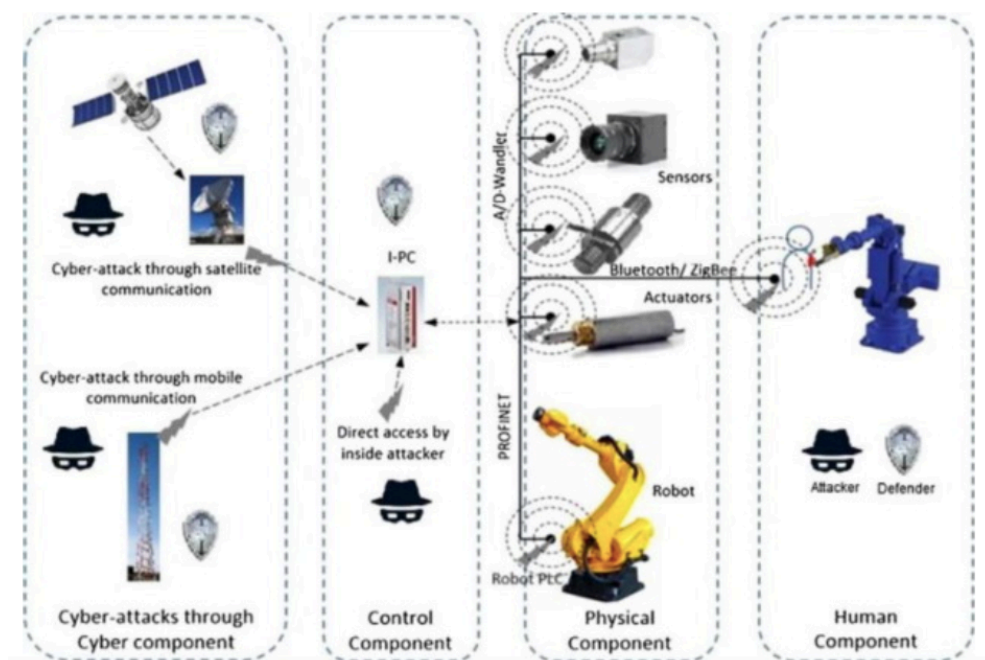 Cyber-attack through satellite
communication
Cyber-attack through mobile
communication
Cyber-attacks through
Cyber component
I-PC
Direct access by
inside attacker
Control
Component
A/D-Wandler
Sensors
Bluetooth/ ZigBee
Actuators
PROFINET
Robot
Robot PLC
Physical
Component
Attacker
Defender
Human
Component